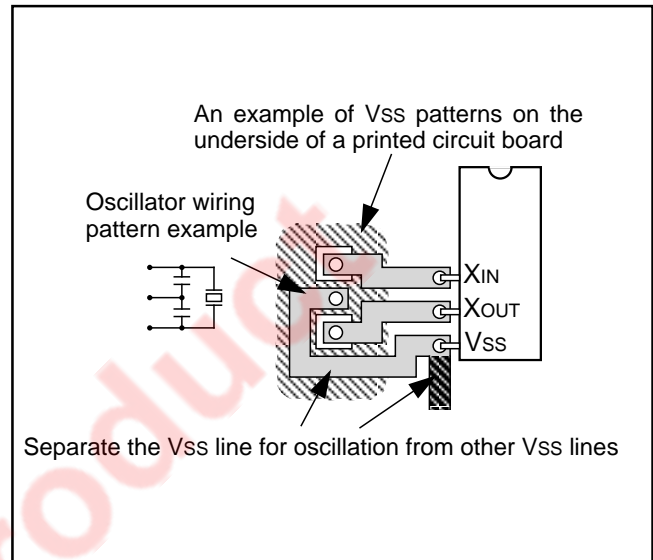 An example of VSS patterns on the
underside of a printed circuit board
Oscillator wiring
pattern example
XIN
XOUT
VSS
Separate the VSS line for oscillation from other VSS lines
roduct